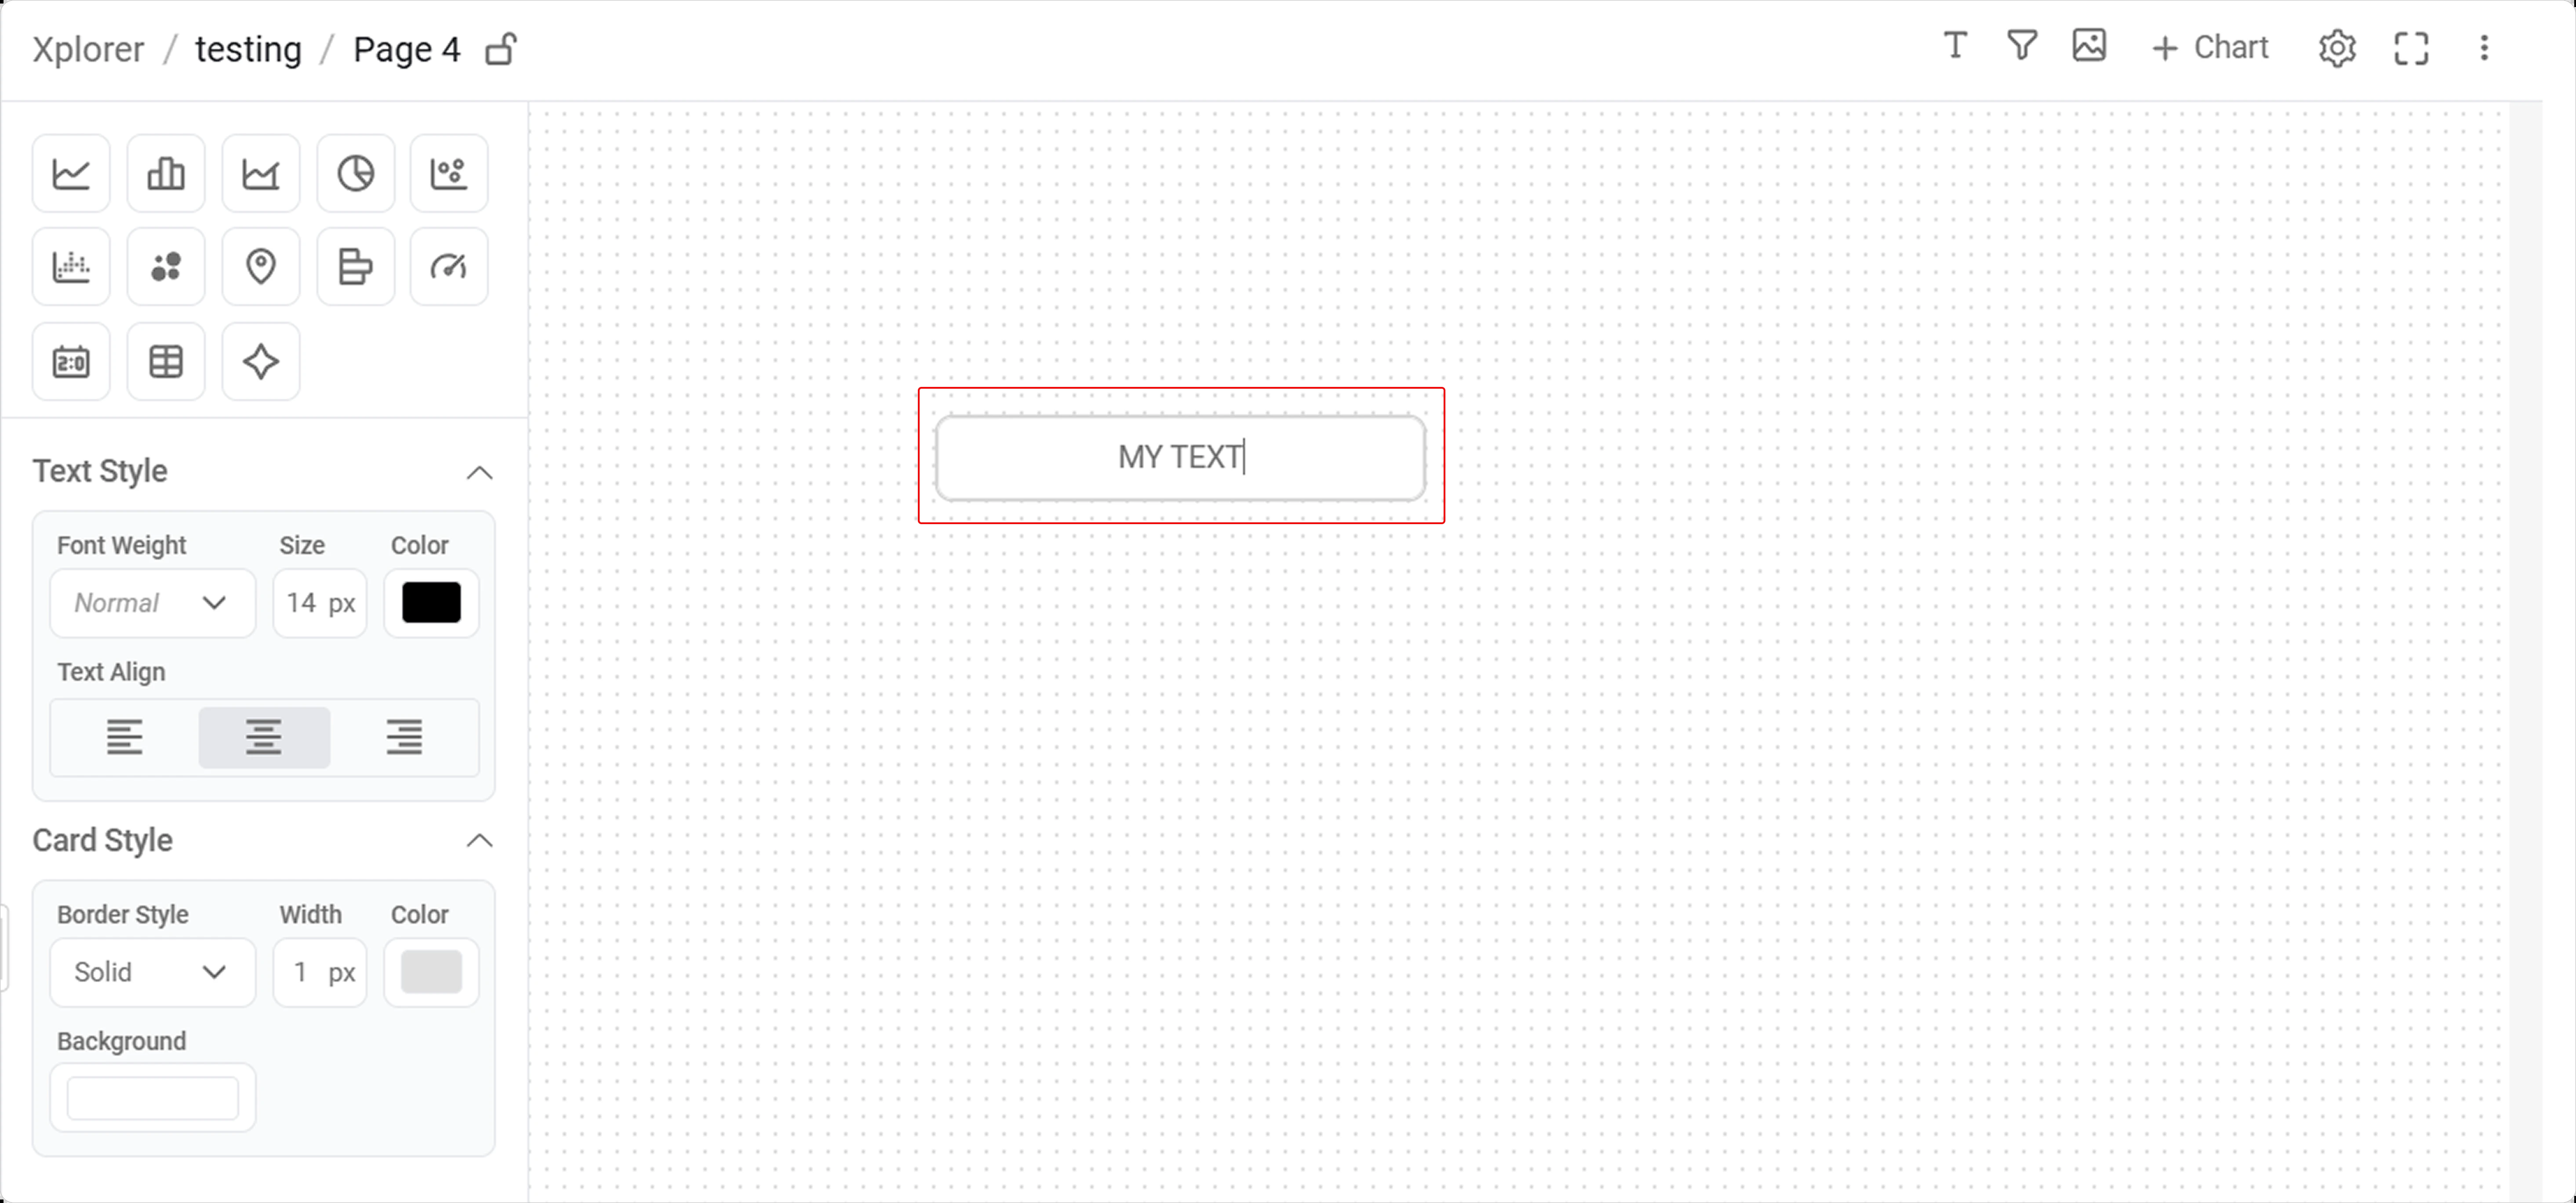 Xplorer / testing / Page 4
+ Chart
2:0
Text Style
Font Weight Size Color
Normal 14 px
Text Align
Card Style
Border Style Width Color
Solid 1 px
Background
MY TEXT